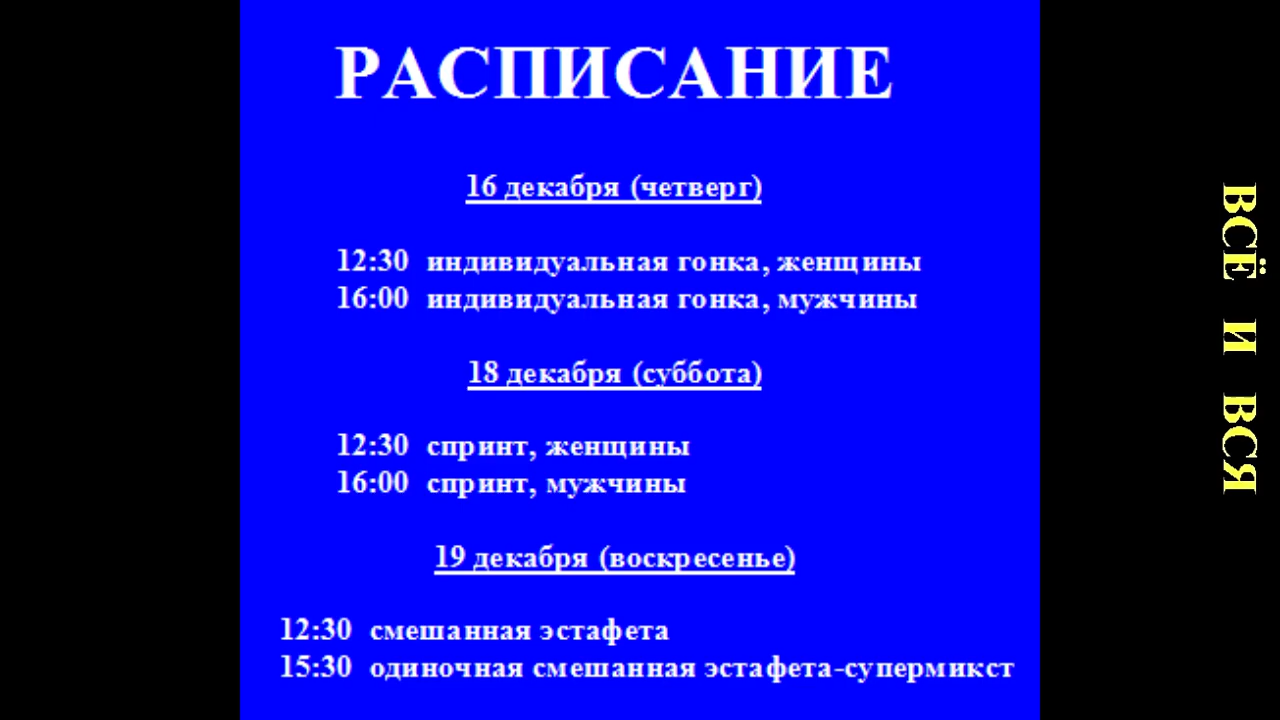 РАСПИСАНИЕ
16 декабря (четверг)
12:30 индивидуальная гонка, женщины
16:00 индивидуальная гонка, мужчины
18 декабря (суббота)
12:30 спринт, женщины
16:00 спринт, мужчины
19 декабря (воскресенье)
12:30 смешанная эстафета
15:30 одиночная смешанная эстафета-супермикст
ВСЁ И ВСЯ